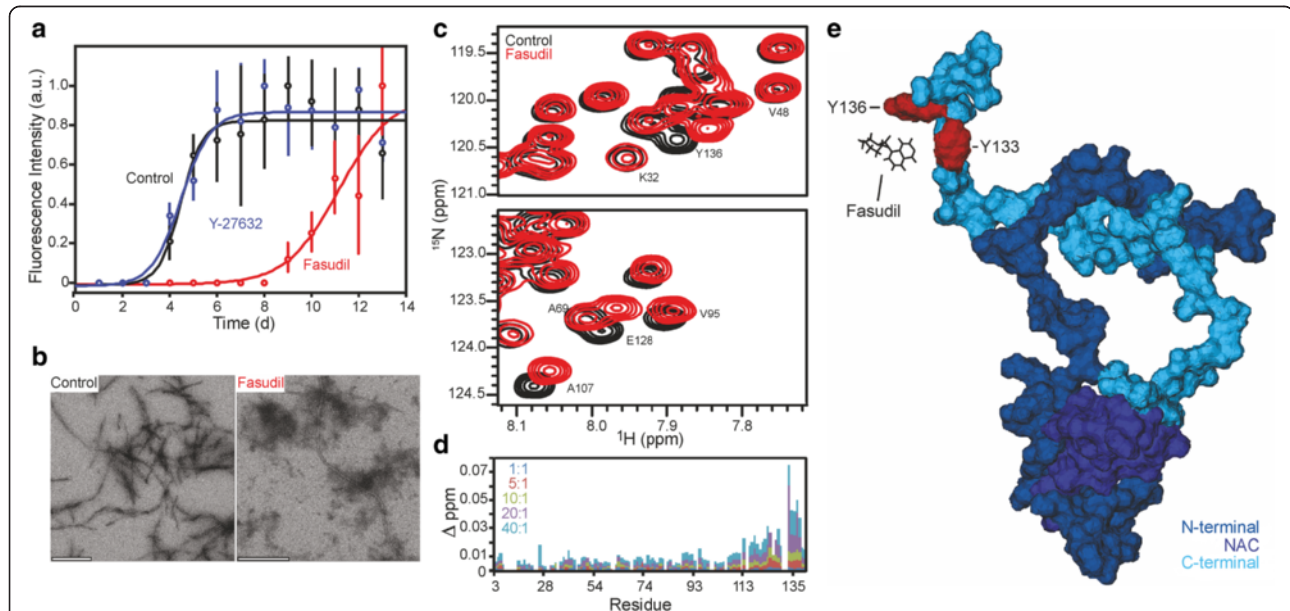 a
Fluorescence Intensity (a.u.)
1.0
0.8
0.6
0.4
0.2
0
Control
Y-27632
Fasudil
0 2 4 6 8 10 12 14
Time (d)
b
Control
Fasudil
c
Control
Fasudil
119.5
120.0
120.5
121.0
V48
Y136
K32
15N (ppm)
123.0
123.5
124.0
124.5
A69
V95
E128
A107
8.1 8.0 7.9 7.8
1H (ppm)
d
Δ ppm
0.07
0.05
0.03
0.01
0
1:1
5:1
10:1
20:1
40:1
3 28 54 74 93 113 135
Residue
e
Y136
Y133
Fasudil
N-terminal
NAC
C-terminal